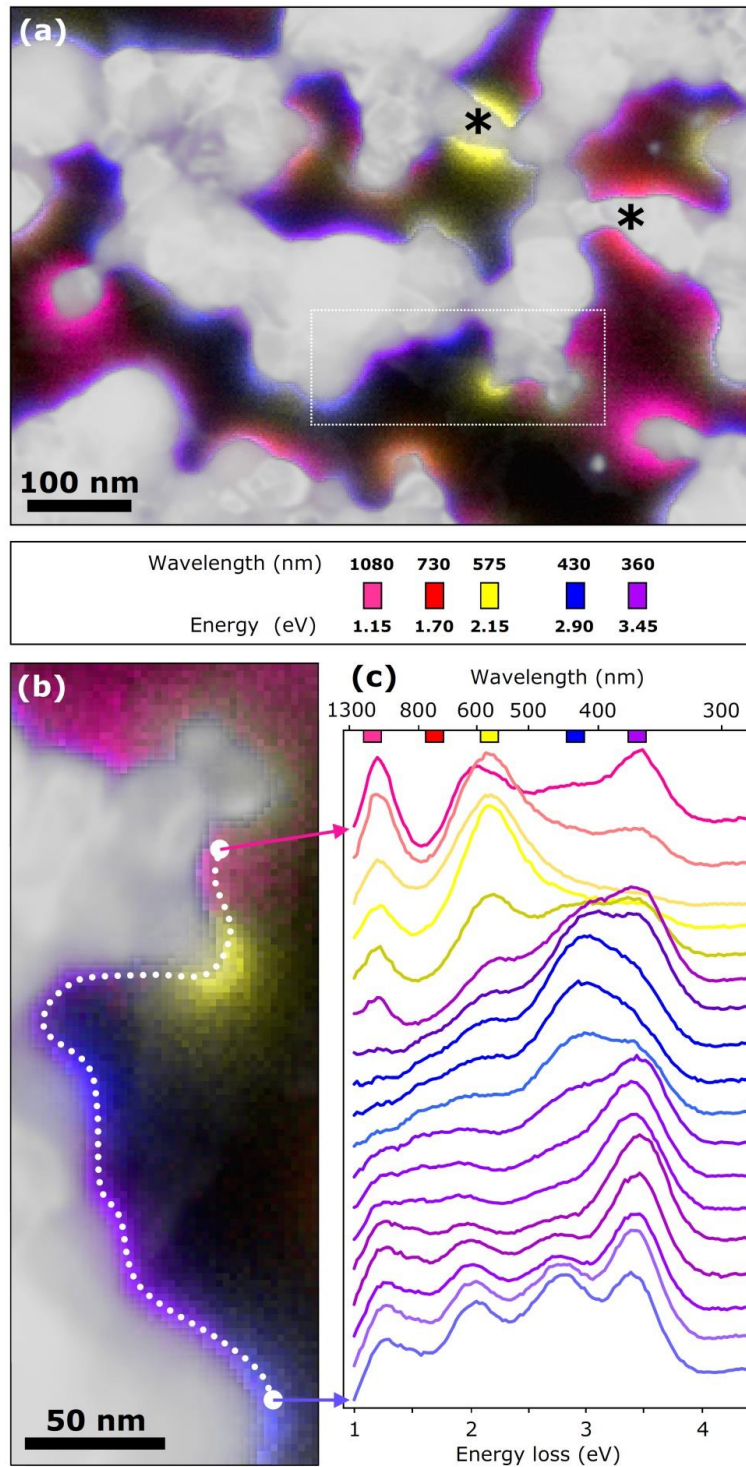 (a)
*
*
100 nm
Wavelength (nm) 1080 730 575 430 360
Energy (eV) 1.15 1.70 2.15 2.90 3.45
(b)
50 nm
(c)
Wavelength (nm)
1300 800 600 500 400 300
1 2 3 4
Energy loss (eV)